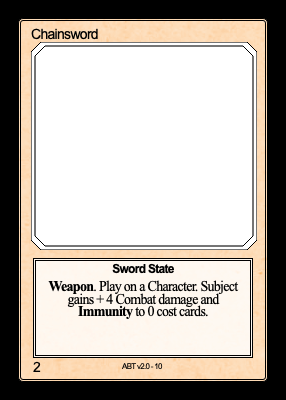 Chainsword
Sword State
Weapon. Play on a Character. Subject
gains + 4 Combat damage and
Immunity to 0 cost cards.
2
ABT v2.0 - 10